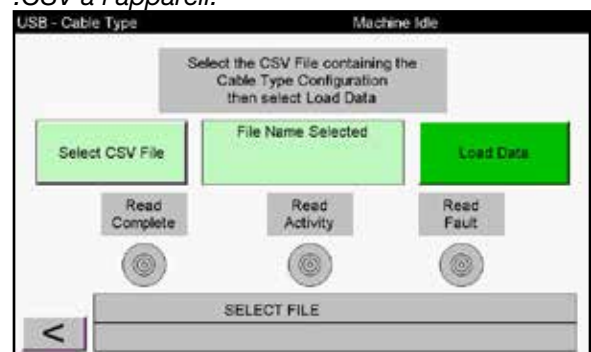 .CSV à l'appareil.
USB - Cable Type Machine Idle
Select the CSV File containing the
Cable Type Configuration
then select Load Data
Select CSV File
File Name Selected
Load Data
Read
Complete
Read
Activity
Read
Fault
SELECT FILE
<